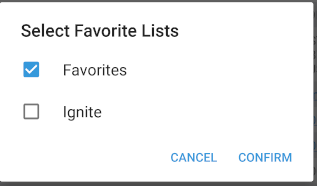 Select Favorite Lists
Favorites
Ignite
CANCEL CONFIRM